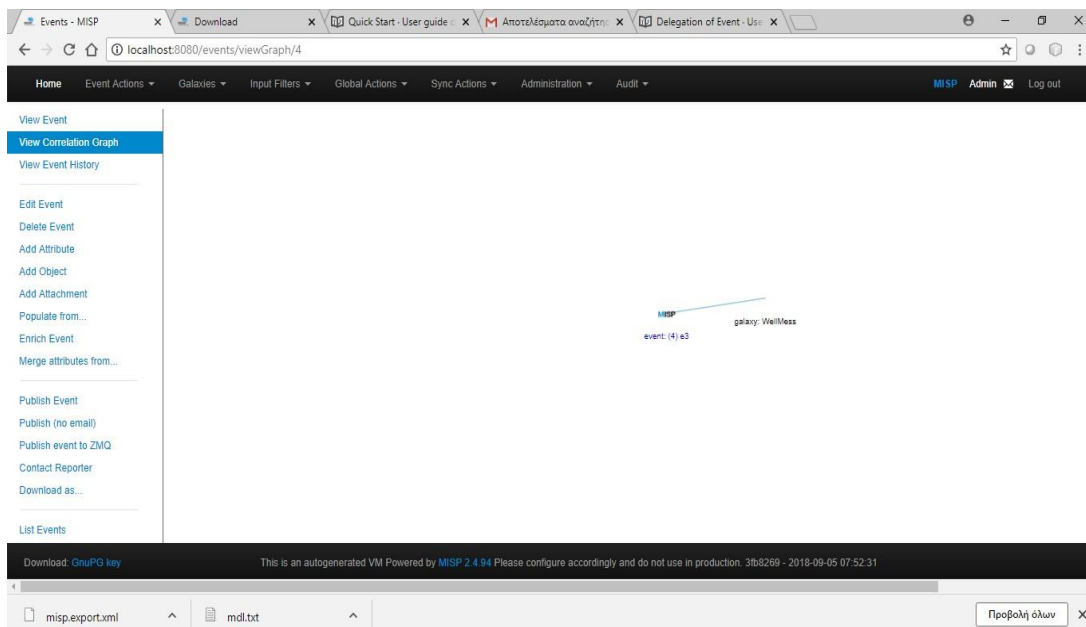 Events - MISP
Download
Quick Start · User guide o
Αποτελέσματα αναζήτησ
Delegation of Event · Use
localhost:8080/events/viewGraph/4
Home Event Actions Galaxies Input Filters Global Actions Sync Actions Administration Audit MISP Admin Log out
View Event
View Correlation Graph
View Event History
Edit Event
Delete Event
Add Attribute
Add Object
Add Attachment
Populate from...
Enrich Event
Merge attributes from...
MISP
galaxy: WellMess
event: (4) e3
Publish Event
Publish (no email)
Publish event to ZMQ
Contact Reporter
Download as...
List Events
Download: GnuPG key This is an autogenerated VM Powered by MISP 2.4.94 Please configure accordingly and do not use in production. 3fb8269 - 2018-09-05 07:52:31
misp.export.xml mdl.txt Προβολή όλων